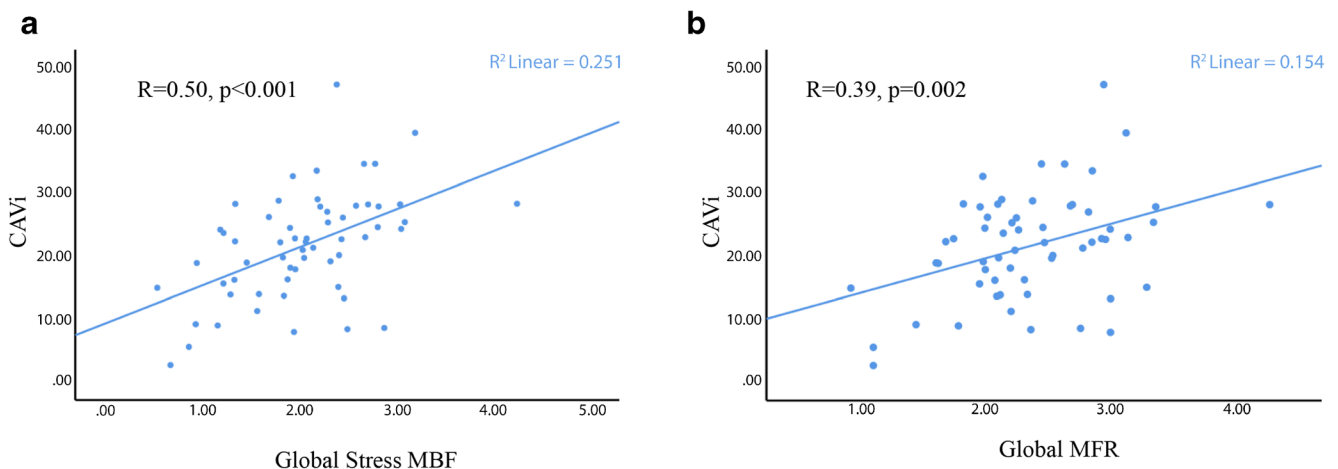 a
R² Linear = 0.251
R=0.50, p<0.001
50.00
40.00
30.00
20.00
10.00
.00
CAVi
.00 1.00 2.00 3.00 4.00 5.00
Global Stress MBF
b
R² Linear = 0.154
R=0.39, p=0.002
50.00
40.00
30.00
20.00
10.00
.00
CAVi
1.00 2.00 3.00 4.00
Global MFR